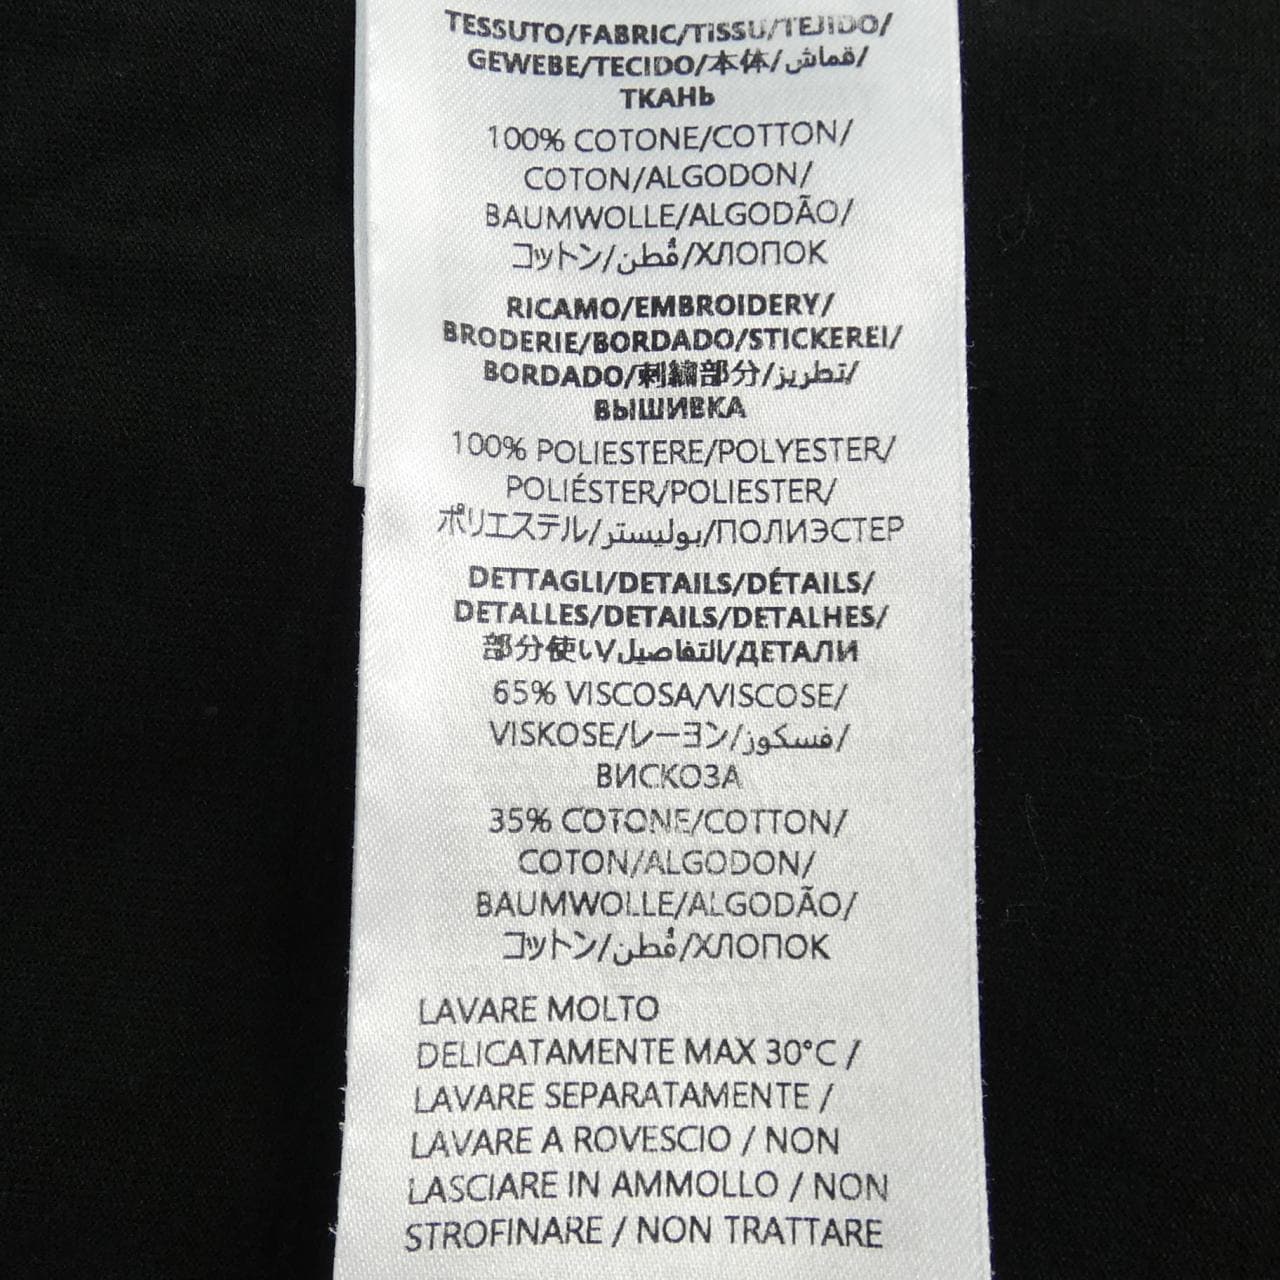 TESSUTO/FABRIC/TISSU/TEJIDO/
GEWEBE/TECIDO/本体/قماش/
ТКАНЬ
100% COTONE/COTTON/
COTON/ALGODON/
BAUMWOLLE/ALGODÃO/
コットン/قُطن/ХЛОПОК
RICAMO/EMBROIDERY/
BRODERIE/BORDADO/STICKEREI/
BORDADO/刺繍部分/تطريز/
ВЫШИВКА
100% POLIESTERE/POLYESTER/
POLIÉSTER/POLIESTER/
ポリエステル/بوليستر/ПОЛИЭСТЕР
DETTAGLI/DETAILS/DÉTAILS/
DETALLES/DETAILS/DETALHES/
部分使い/التفاصيل/ДЕТАЛИ
65% VISCOSA/VISCOSE/
VISKOSE/レーヨン/فسكوز/
ВИСКОЗА
35% COTONE/COTTON/
COTON/ALGODON/
BAUMWOLLE/ALGODÃO/
コットン/قُطن/ХЛОПОК
LAVARE MOLTO
DELICATAMENTE MAX 30°C /
LAVARE SEPARATAMENTE /
LAVARE A ROVESCIO / NON
LASCIARE IN AMMOLLO / NON
STROFINARE / NON TRATTARE